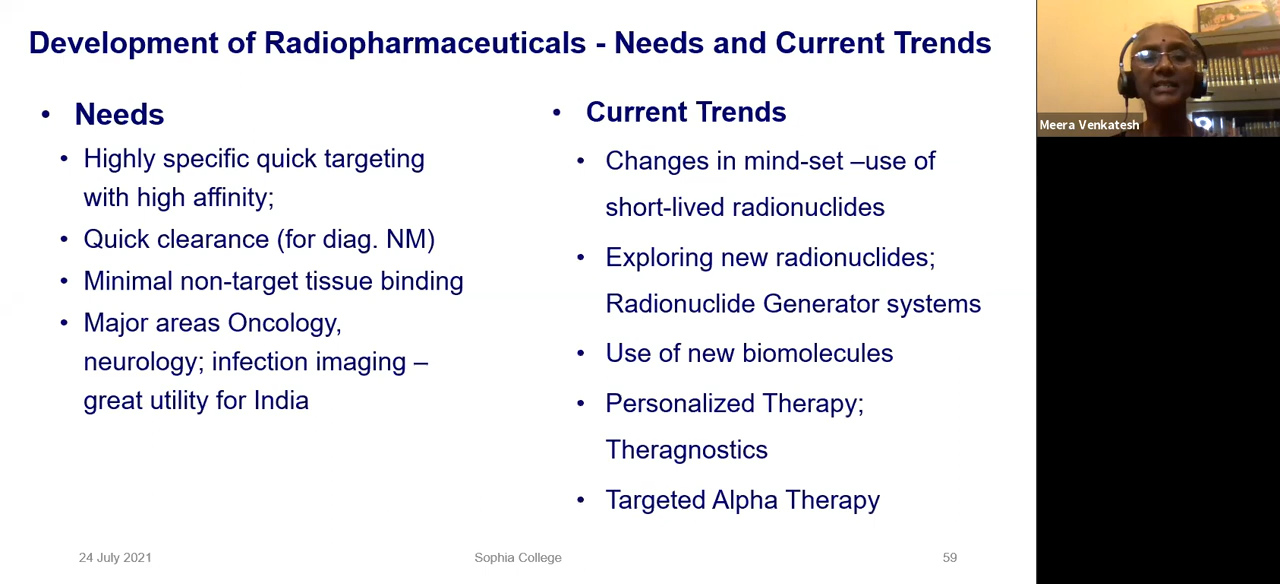 Development of Radiopharmaceuticals - Needs and Current Trends
• Needs
• Highly specific quick targeting
with high affinity;
• Quick clearance (for diag. NM)
• Minimal non-target tissue binding
• Major areas Oncology,
neurology; infection imaging –
great utility for India
• Current Trends
• Changes in mind-set –use of
short-lived radionuclides
• Exploring new radionuclides;
Radionuclide Generator systems
• Use of new biomolecules
• Personalized Therapy;
Theragnostics
• Targeted Alpha Therapy
24 July 2021
Sophia College
59
Meera Venkatesh